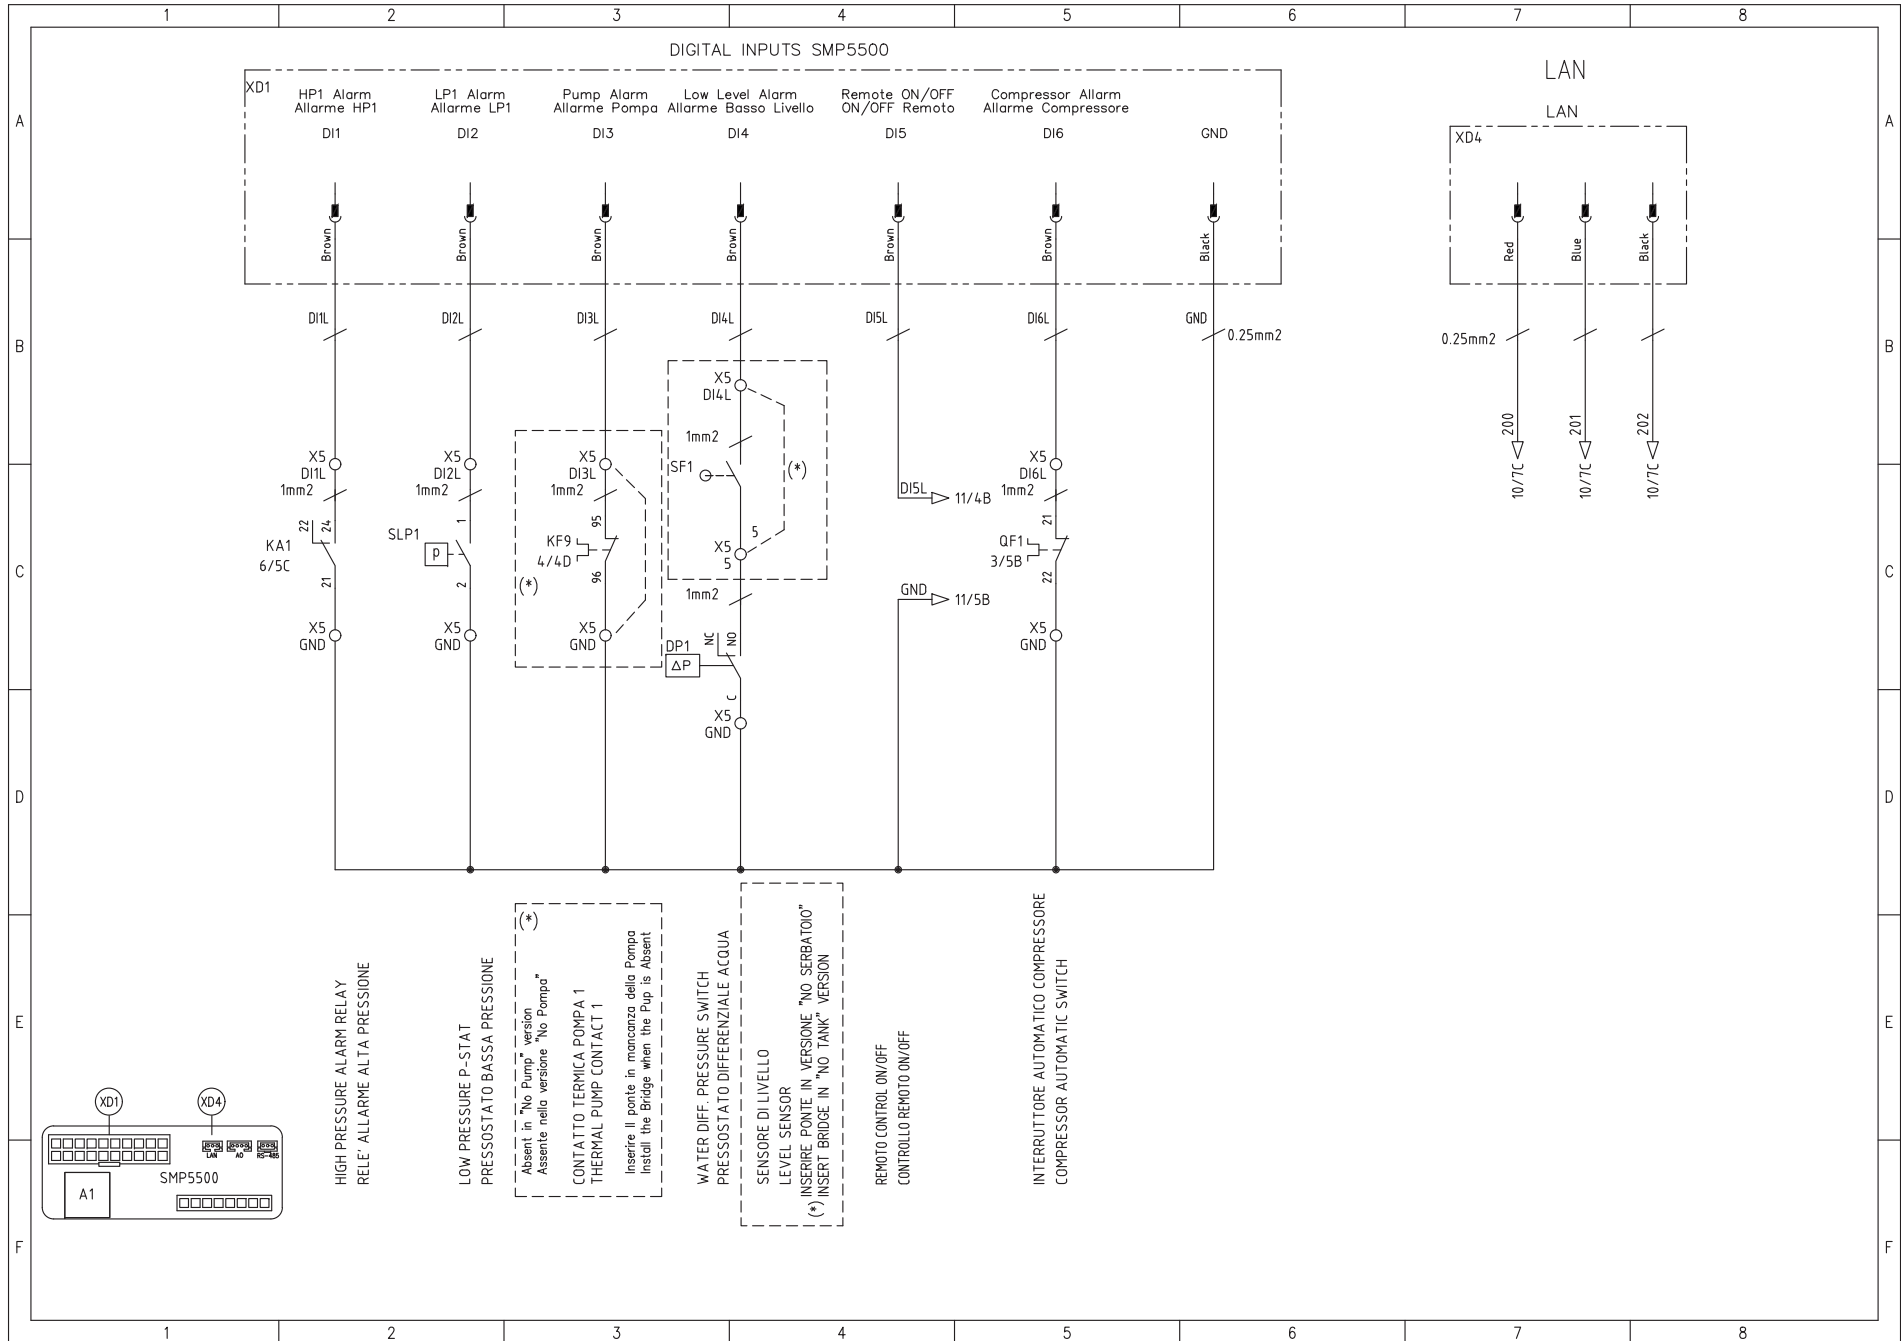 1 2 3 4 5 6 7 8
DIGITAL INPUTS SMP5500
LAN
XD1
HP1 Alarm
Allarme HP1
DI1
LP1 Alarm
Allarme LP1
DI2
Pump Alarm
Allarme Pompa
DI3
Low Level Alarm
Allarme Basso Livello
DI4
Remote ON/OFF
ON/OFF Remoto
DI5
Compressor Allarm
Allarme Compressore
DI6
GND
LAN
XD4
A
A
Brown
Brown
Brown
Brown
Brown
Brown
Black
Red
Blue
Black
DI1L
DI2L
DI3L
DI4L
DI5L
DI6L
GND
0.25mm2
0.25mm2
B
B
X5
DI4L
1mm2
SF1
(*)
5
X5
5
1mm2
200
201
202
10/7C
10/7C
10/7C
X5
DI1L
1mm2
22
24
KA1
6/5C
21
X5
GND
X5
DI2L
1mm2
1
SLP1
P
2
X5
GND
X5
DI3L
1mm2
95
KF9
4/4D
96
(*)
X5
GND
DI5L
11/4B
GND
11/5B
X5
DI6L
1mm2
21
QF1
3/5B
22
X5
GND
C
C
NC
NO
DP1
ΔP
C
X5
GND
D
D
HIGH PRESSURE ALARM RELAY
RELE' ALLARME ALTA PRESSIONE
LOW PRESSURE P-STAT
PRESSOSTATO BASSA PRESSIONE
(*)
Absent in "No Pump" version
Assente nella versione "No Pompa"
CONTATTO TERMICA POMPA 1
THERMAL PUMP CONTACT 1
Inserire Il ponte in mancanza della Pompa
Install the Bridge when the Pup is Absent
WATER DIFF. PRESSURE SWITCH
PRESSOSTATO DIFFERENZIALE ACQUA
SENSORE DI LIVELLO
LEVEL SENSOR
INSERIRE PONTE IN VERSIONE "NO SERBATOIO"
(*) INSERT BRIDGE IN "NO TANK" VERSION
REMOTO CONTROL ON/OFF
CONTROLLO REMOTO ON/OFF
INTERRUTTORE AUTOMATICO COMPRESSORE
COMPRESSOR AUTOMATIC SWITCH
E
E
XD1
XD4
LAN
AO
RS-485
SMP5500
A1
F
F
1 2 3 4 5 6 7 8